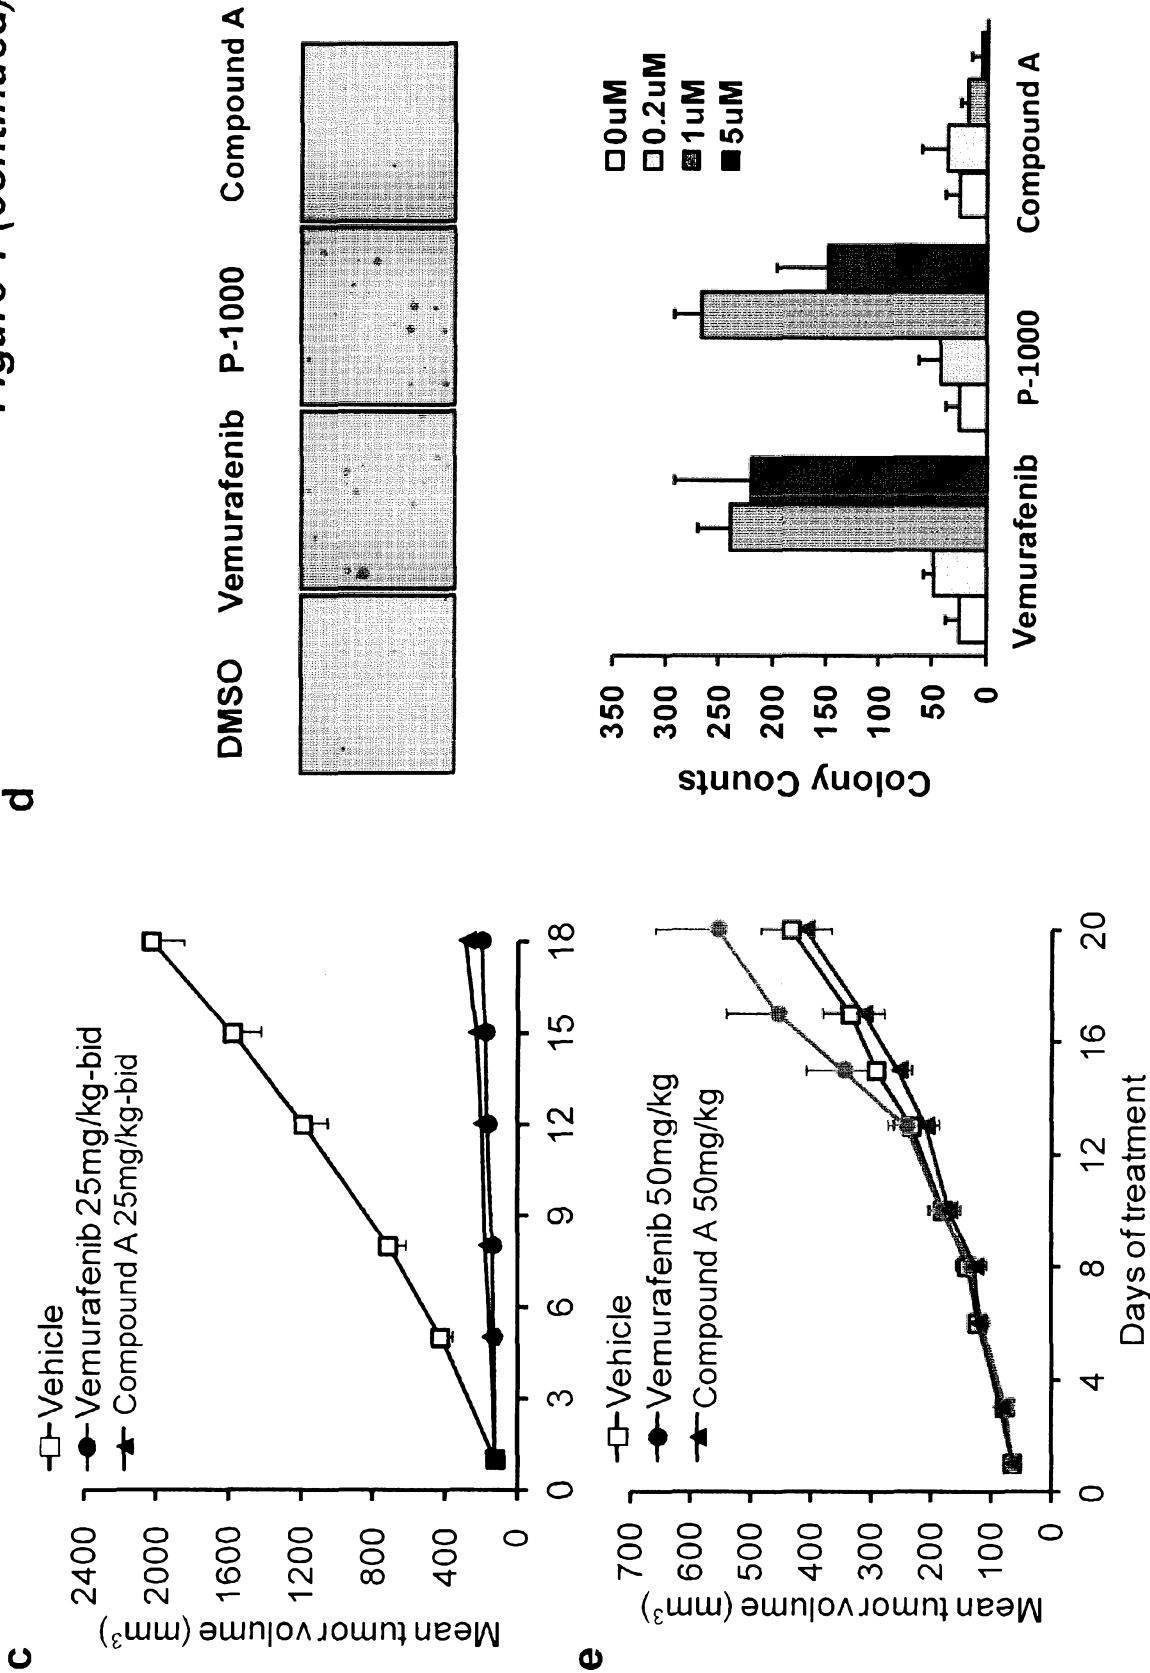 (continued)
c
Vehicle
Vemurafenib 25mg/kg-bid
Compound A 25mg/kg-bid
Mean tumor volume (mm³)
2400
2000
1600
1200
800
400
0
0 3 6 9 12 15 18
d
DMSO Vemurafenib P-1000 Compound A
Colony Counts
350
300
250
200
150
100
50
0
0uM
0.2uM
1uM
5uM
Vemurafenib P-1000 Compound A
e
Vehicle
Vemurafenib 50mg/kg
Compound A 50mg/kg
Mean tumor volume (mm³)
700
600
500
400
300
200
100
0
0 4 8 12 16 20
Days of treatment